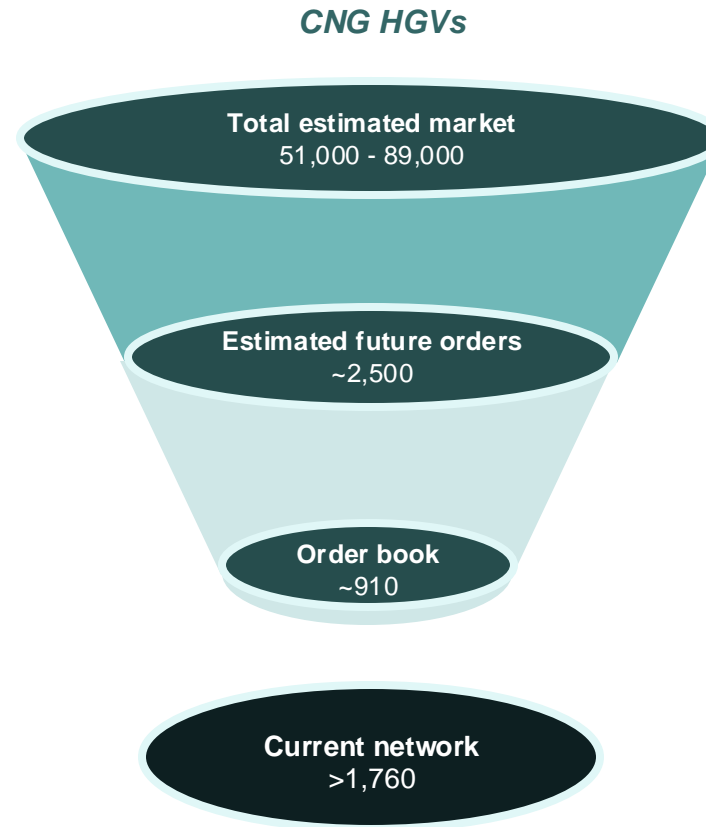 CNG HGVs
Total estimated market
51,000 - 89,000
Estimated future orders
~2,500
Order book
~910
Current network
>1,760